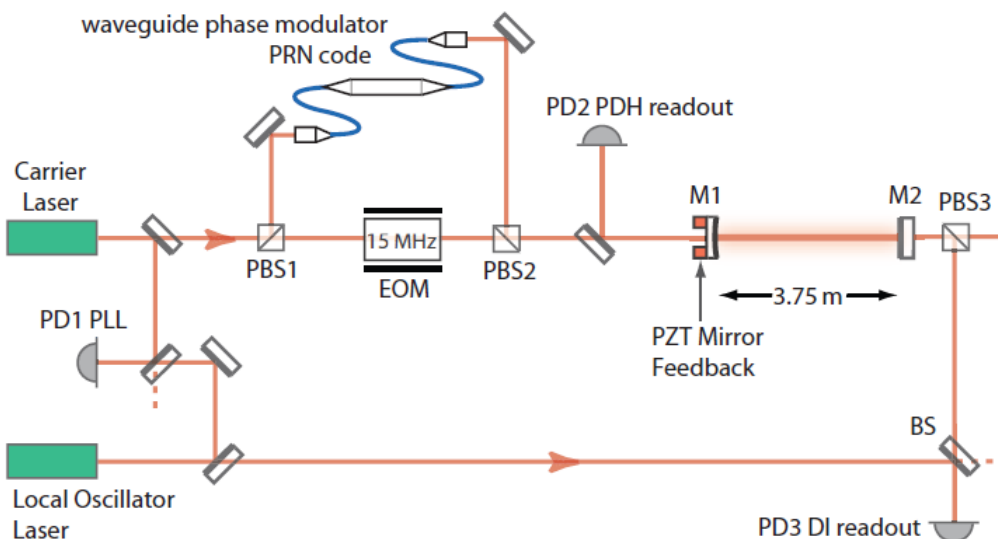 waveguide phase modulator
PRN code
PD2 PDH readout
Carrier
Laser
M1
M2
PBS3
15 MHz
PBS1
PBS2
EOM
3.75 m
PD1 PLL
PZT Mirror
Feedback
BS
Local Oscillator
Laser
PD3 DI readout